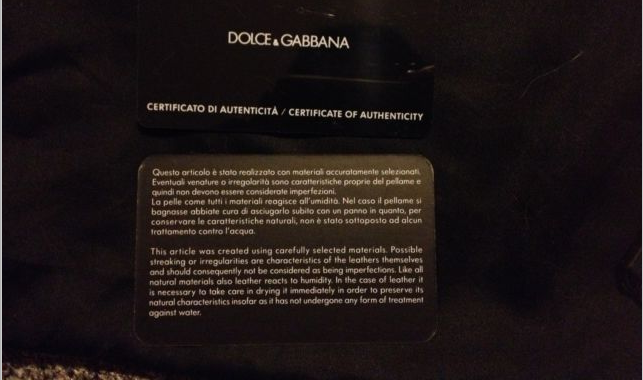 DOLCE & GABBANA
CERTIFICATO DI AUTENTICITÀ / CERTIFICATE OF AUTHENTICITY
Questo articolo è stato realizzato con materiali accuratamente selezionati.
Eventuali venature o irregolarità sono caratteristiche proprie del pellame e
quindi non devono essere considerate imperfezioni.
La pelle come tutti i materiali reagisce all'umidità. Nel caso il pellame si
bagnasse abbiate cura di asciugarlo subito con un panno in quanto, per
conservare le caratteristiche naturali, non è stato sottoposto ad alcun
trattamento contro l'acqua.
This article was created using carefully selected materials. Possible
streaking or irregularities are characteristics of the leathers themselves
and should consequently not be considered as being imperfections. Like all
natural materials also leather reacts to humidity. In the case of leather it
is necessary to take care in drying it immediately in order to preserve its
natural characteristics insofar as it has not undergone any form of treatment
against water.